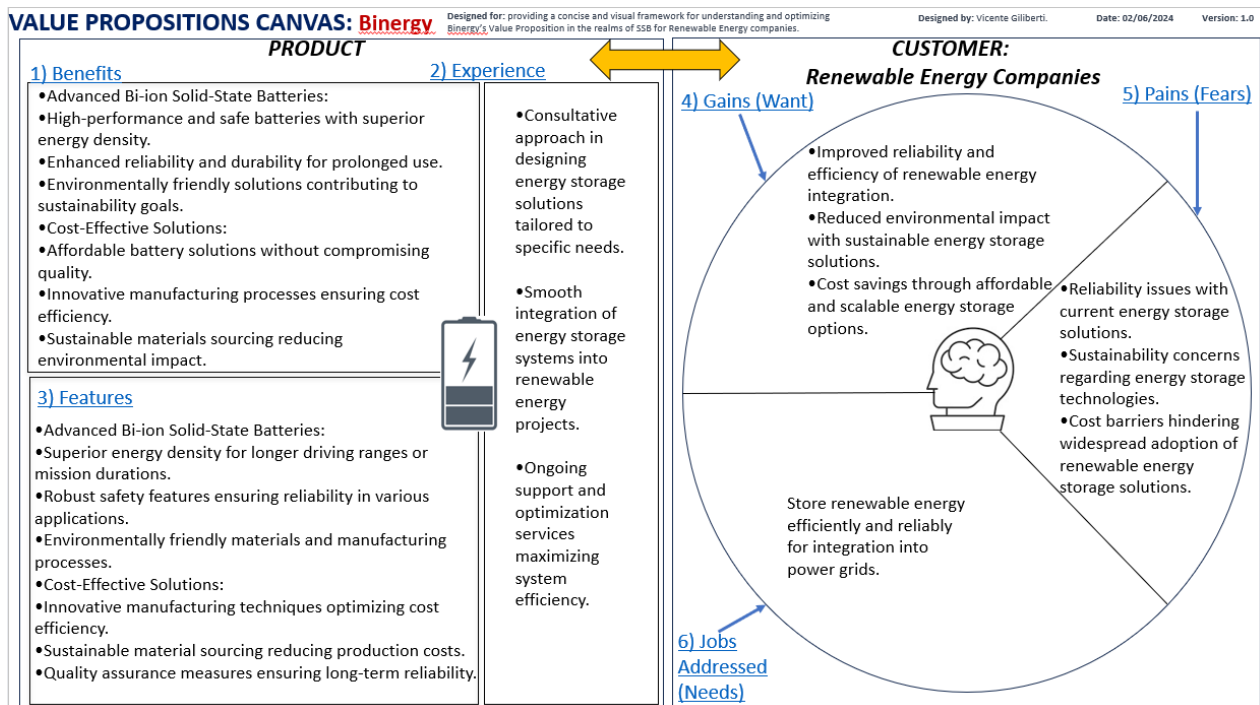 VALUE PROPOSITIONS CANVAS: Binergy
Designed for: providing a concise and visual framework for understanding and optimizing
Binergy's Value Proposition in the realms of SSB for Renewable Energy companies.
Designed by: Vicente Giliberti.
Date: 02/06/2024
Version: 1.0
PRODUCT
1) Benefits
•Advanced Bi-ion Solid-State Batteries:
•High-performance and safe batteries with superior
energy density.
•Enhanced reliability and durability for prolonged use.
•Environmentally friendly solutions contributing to
sustainability goals.
•Cost-Effective Solutions:
•Affordable battery solutions without compromising
quality.
•Innovative manufacturing processes ensuring cost
efficiency.
•Sustainable materials sourcing reducing
environmental impact.
2) Experience
•Consultative
approach in
designing
energy storage
solutions
tailored to
specific needs.
•Smooth
integration of
energy storage
systems into
renewable
energy
projects.
•Ongoing
support and
optimization
services
maximizing
system
efficiency.
3) Features
•Advanced Bi-ion Solid-State Batteries:
•Superior energy density for longer driving ranges or
mission durations.
•Robust safety features ensuring reliability in various
applications.
•Environmentally friendly materials and manufacturing
processes.
•Cost-Effective Solutions:
•Innovative manufacturing techniques optimizing cost
efficiency.
•Sustainable material sourcing reducing production costs.
•Quality assurance measures ensuring long-term reliability.
CUSTOMER:
Renewable Energy Companies
4) Gains (Want)
•Improved reliability and
efficiency of renewable energy
integration.
•Reduced environmental impact
with sustainable energy storage
solutions.
•Cost savings through affordable
and scalable energy storage
options.
5) Pains (Fears)
•Reliability issues with
current energy storage
solutions.
•Sustainability concerns
regarding energy storage
technologies.
•Cost barriers hindering
widespread adoption of
renewable energy
storage solutions.
Store renewable energy
efficiently and reliably
for integration into
power grids.
6) Jobs
Addressed
(Needs)